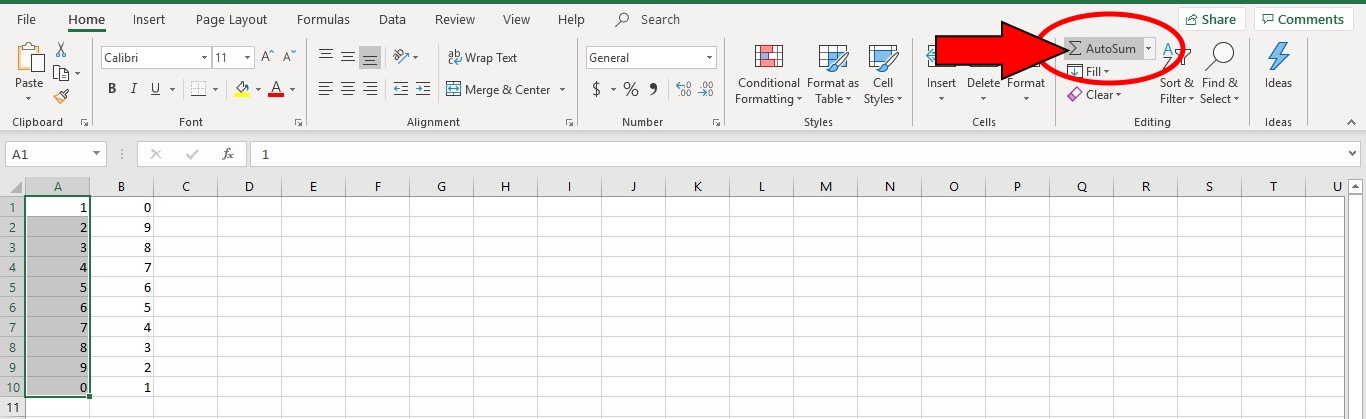 File Home Insert Page Layout Formulas Data Review View Help Search Share Comments
Calibri 11 A A ab Wrap Text General AutoSum
Paste B I U A Merge & Center $ % , .00 .0 Conditional Formatting Format as Table Cell Styles Insert Delete Format Fill Clear Sort & Filter Find & Select Ideas
Clipboard Font Alignment Number Styles Cells Editing Ideas
A1 fx 1
A B C D E F G H I J K L M N O P Q R S T U
1 1 0
2 2 9
3 3 8
4 4 7
5 5 6
6 6 5
7 7 4
8 8 3
9 9 2
10 0 1
11